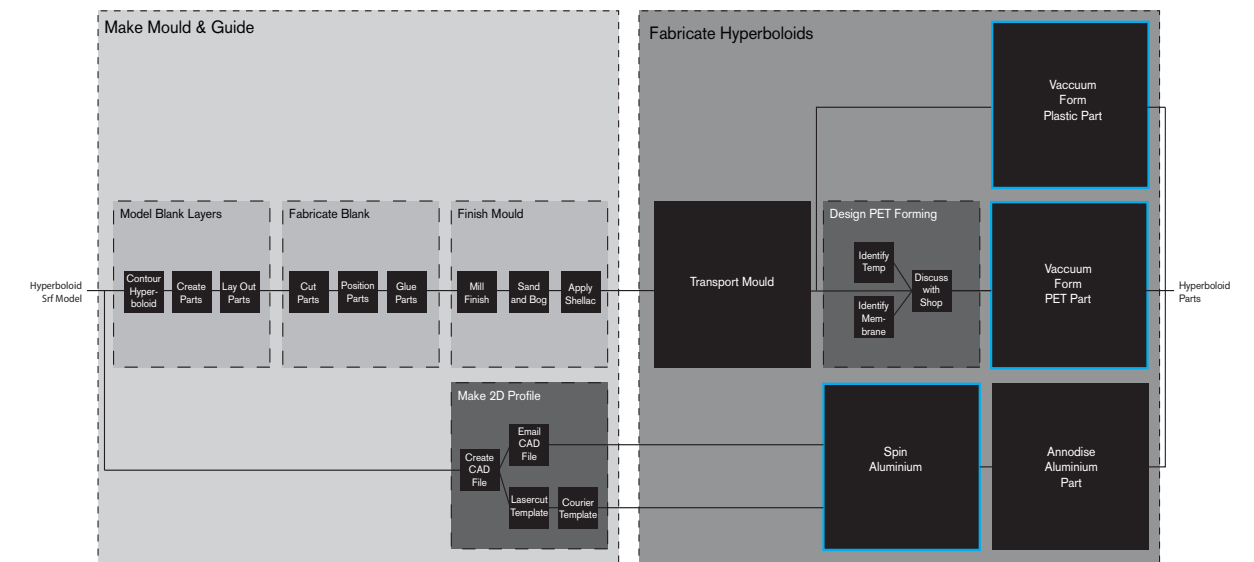 Make Mould & Guide
Fabricate Hyperboloids
Vaccuum
Form
Plastic Part
Model Blank Layers
Fabricate Blank
Finish Mould
Design PET Forming
Hyperboloid
Srf Model
Contour
Hyper-
boloid
Create
Parts
Lay Out
Parts
Cut
Parts
Position
Parts
Glue
Parts
Mill
Finish
Sand
and Bog
Apply
Shellac
Transport Mould
Identify
Temp
Identify
Mem-
brane
Discuss
with
Shop
Vaccuum
Form
PET Part
Hyperboloid
Parts
Make 2D Profile
Create
CAD
File
Email
CAD
File
Lasercut
Template
Courier
Template
Spin
Aluminium
Annodise
Aluminium
Part